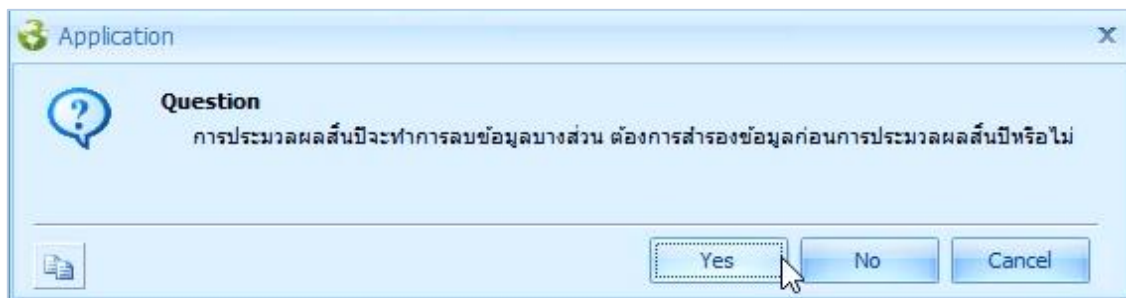 Application
Question
การประมวลผลสิ้นปีจะทำการลบข้อมูลบางส่วน ต้องการสำรองข้อมูลก่อนการประมวลผลสิ้นปีหรือไม่
Yes No Cancel